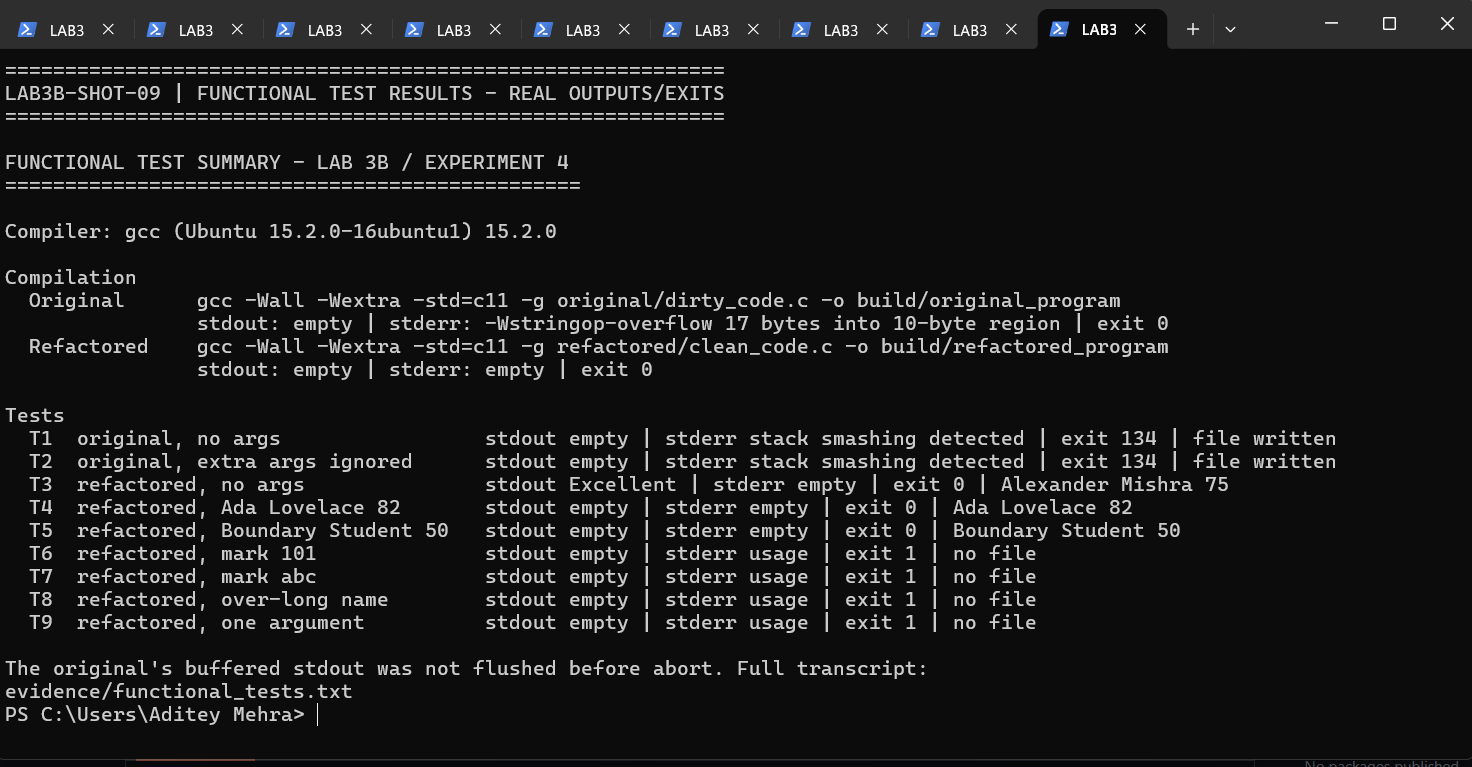 LAB3 LAB3 LAB3 LAB3 LAB3 LAB3 LAB3 LAB3 LAB3
============================================================
LAB3B-SHOT-09 | FUNCTIONAL TEST RESULTS - REAL OUTPUTS/EXITS
============================================================
FUNCTIONAL TEST SUMMARY - LAB 3B / EXPERIMENT 4
================================================
Compiler: gcc (Ubuntu 15.2.0-16ubuntu1) 15.2.0
Compilation
  Original      gcc -Wall -Wextra -std=c11 -g original/dirty_code.c -o build/original_program
                stdout: empty | stderr: -Wstringop-overflow 17 bytes into 10-byte region | exit 0
  Refactored    gcc -Wall -Wextra -std=c11 -g refactored/clean_code.c -o build/refactored_program
                stdout: empty | stderr: empty | exit 0
Tests
  T1  original, no args                 stdout empty | stderr stack smashing detected | exit 134 | file written
  T2  original, extra args ignored      stdout empty | stderr stack smashing detected | exit 134 | file written
  T3  refactored, no args               stdout Excellent | stderr empty | exit 0 | Alexander Mishra 75
  T4  refactored, Ada Lovelace 82       stdout empty | stderr empty | exit 0 | Ada Lovelace 82
  T5  refactored, Boundary Student 50   stdout empty | stderr empty | exit 0 | Boundary Student 50
  T6  refactored, mark 101              stdout empty | stderr usage | exit 1 | no file
  T7  refactored, mark abc              stdout empty | stderr usage | exit 1 | no file
  T8  refactored, over-long name        stdout empty | stderr usage | exit 1 | no file
  T9  refactored, one argument          stdout empty | stderr usage | exit 1 | no file
The original's buffered stdout was not flushed before abort. Full transcript:
evidence/functional_tests.txt
PS C:\Users\Aditey Mehra>
No packages published